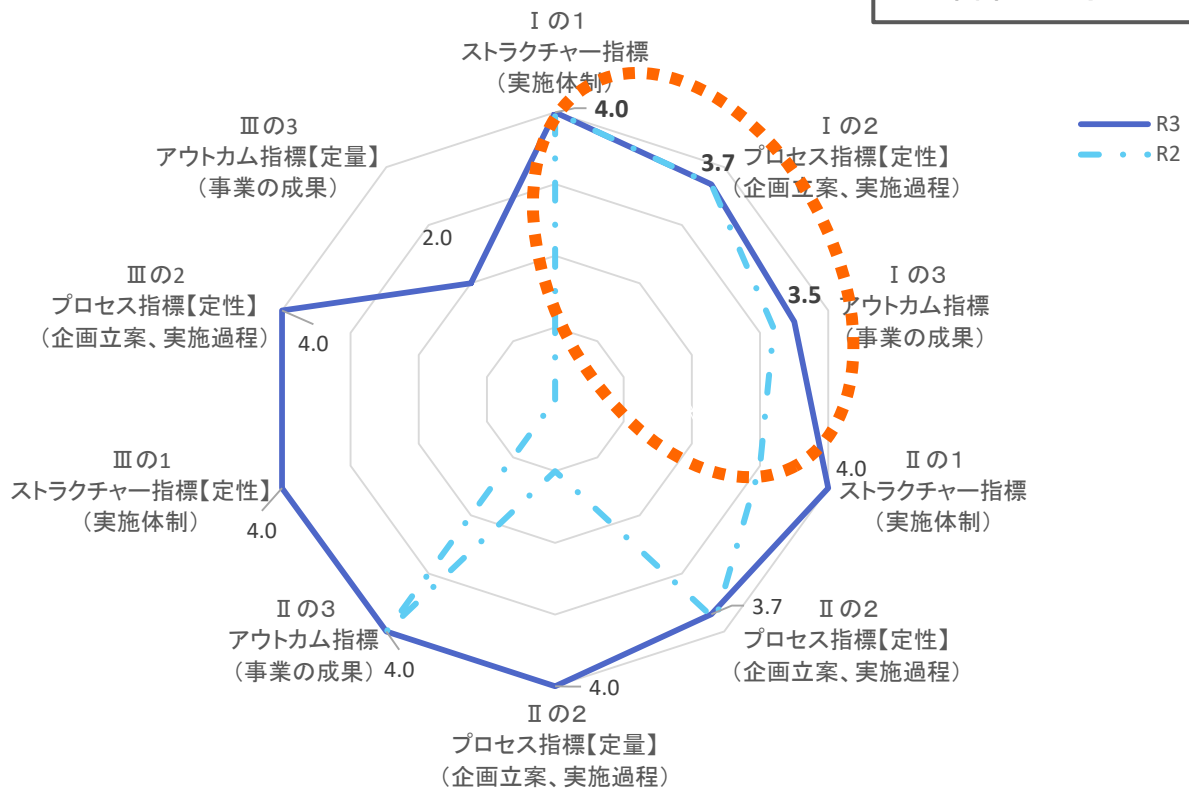 Ⅰの1
ストラクチャー指標
（実施体制）
4.0
Ⅰの2
プロセス指標【定性】
（企画立案、実施過程）
3.7
Ⅰの3
アウトカム指標
（事業の成果）
3.5
Ⅱの1
ストラクチャー指標
（実施体制）
4.0
Ⅱの２
プロセス指標【定性】
（企画立案、実施過程）
3.7
Ⅱの２
プロセス指標【定量】
（企画立案、実施過程）
4.0
Ⅱの３
アウトカム指標
（事業の成果）
4.0
Ⅲの１
ストラクチャー指標【定性】
（実施体制）
4.0
Ⅲの2
プロセス指標【定性】
（企画立案、実施過程）
4.0
Ⅲの3
アウトカム指標【定量】
（事業の成果）
2.0
R3
R2